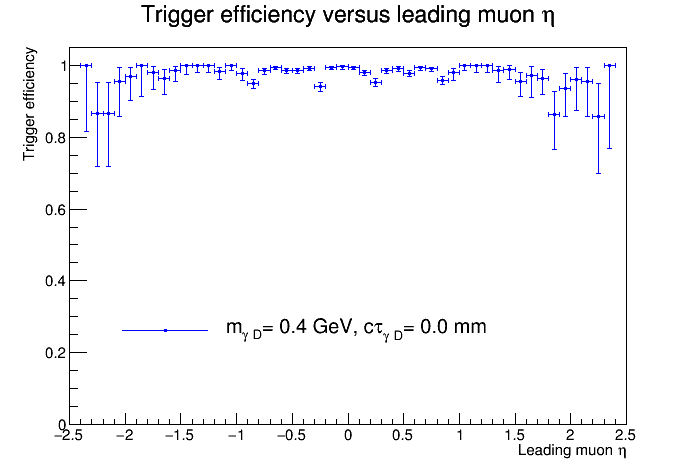 Trigger efficiency versus leading muon η
Trigger efficiency
1
0.8
0.6
0.4
0.2
0
m_γ D= 0.4 GeV, cτ_γ D= 0.0 mm
−2.5 −2 −1.5 −1 −0.5 0 0.5 1 1.5 2 2.5
Leading muon η